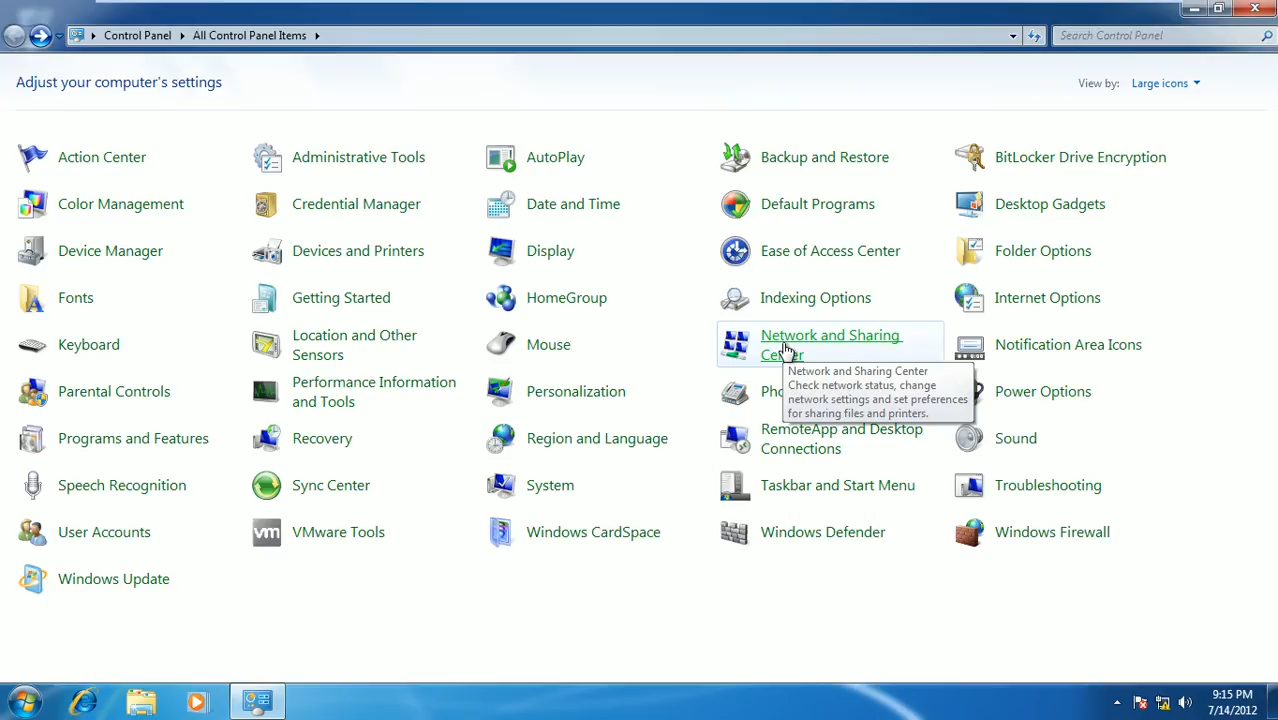 Control Panel All Control Panel Items
Search Control Panel
Adjust your computer's settings
View by: Large icons
Action Center
Administrative Tools
AutoPlay
Backup and Restore
BitLocker Drive Encryption
Color Management
Credential Manager
Date and Time
Default Programs
Desktop Gadgets
Device Manager
Devices and Printers
Display
Ease of Access Center
Folder Options
Fonts
Getting Started
HomeGroup
Indexing Options
Internet Options
Keyboard
Location and Other
Sensors
Mouse
Network and Sharing
Center
Notification Area Icons
Network and Sharing Center
Check network status, change
network settings and set preferences
for sharing files and printers.
Parental Controls
Performance Information
and Tools
Personalization
Power Options
Programs and Features
Recovery
Region and Language
RemoteApp and Desktop
Connections
Sound
Speech Recognition
Sync Center
System
Taskbar and Start Menu
Troubleshooting
User Accounts
vm VMware Tools
Windows CardSpace
Windows Defender
Windows Firewall
Windows Update
9:15 PM
7/14/2012